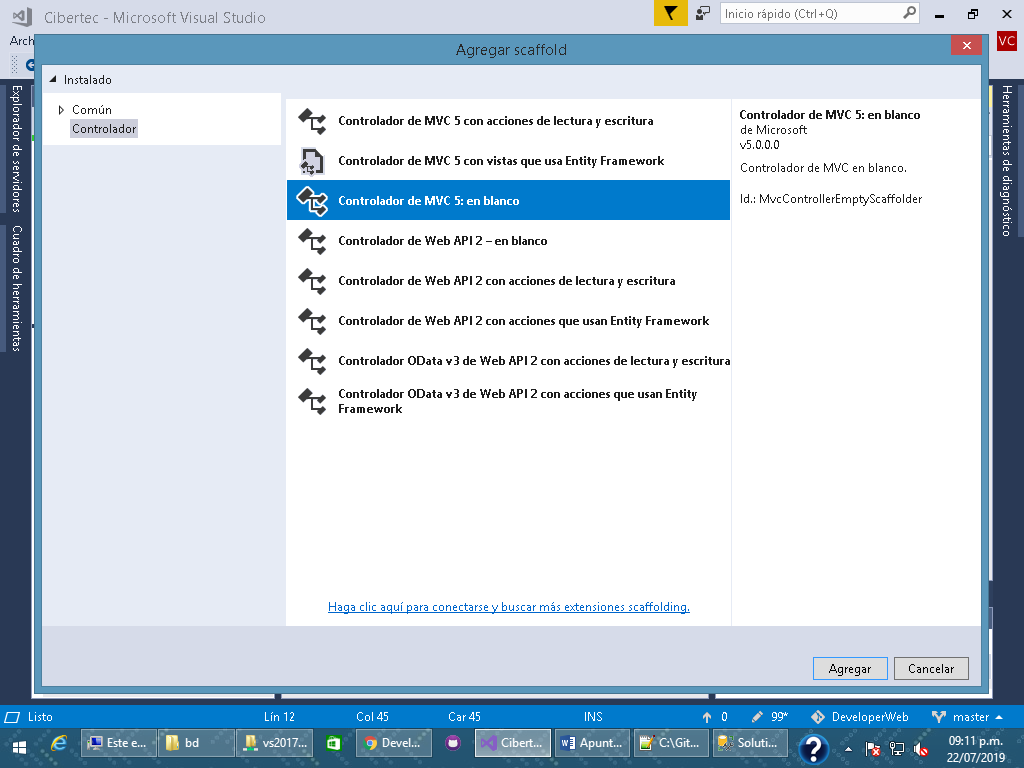 Cibertec - Microsoft Visual Studio
Inicio rápido (Ctrl+Q)
Arch
VC
Agregar scaffold
Instalado
Común
Controlador
Explorador de servidores
Cuadro de herramientas
Controlador de MVC 5 con acciones de lectura y escritura
Controlador de MVC 5 con vistas que usa Entity Framework
Controlador de MVC 5: en blanco
Controlador de Web API 2 – en blanco
Controlador de Web API 2 con acciones de lectura y escritura
Controlador de Web API 2 con acciones que usan Entity Framework
Controlador OData v3 de Web API 2 con acciones de lectura y escritura
Controlador OData v3 de Web API 2 con acciones que usan Entity
Framework
Haga clic aquí para conectarse y buscar más extensiones scaffolding.
Controlador de MVC 5: en blanco
de Microsoft
v5.0.0.0
Controlador de MVC en blanco.
Id.: MvcControllerEmptyScaffolder
Herramientas de diagnóstico
Agregar
Cancelar
Listo
Lín 12
Col 45
Car 45
INS
0
99*
DeveloperWeb
master
Este e...
bd
vs2017...
Devel...
Cibert...
Apunt...
C:\Git...
Soluti...
09:11 p.m.
22/07/2019